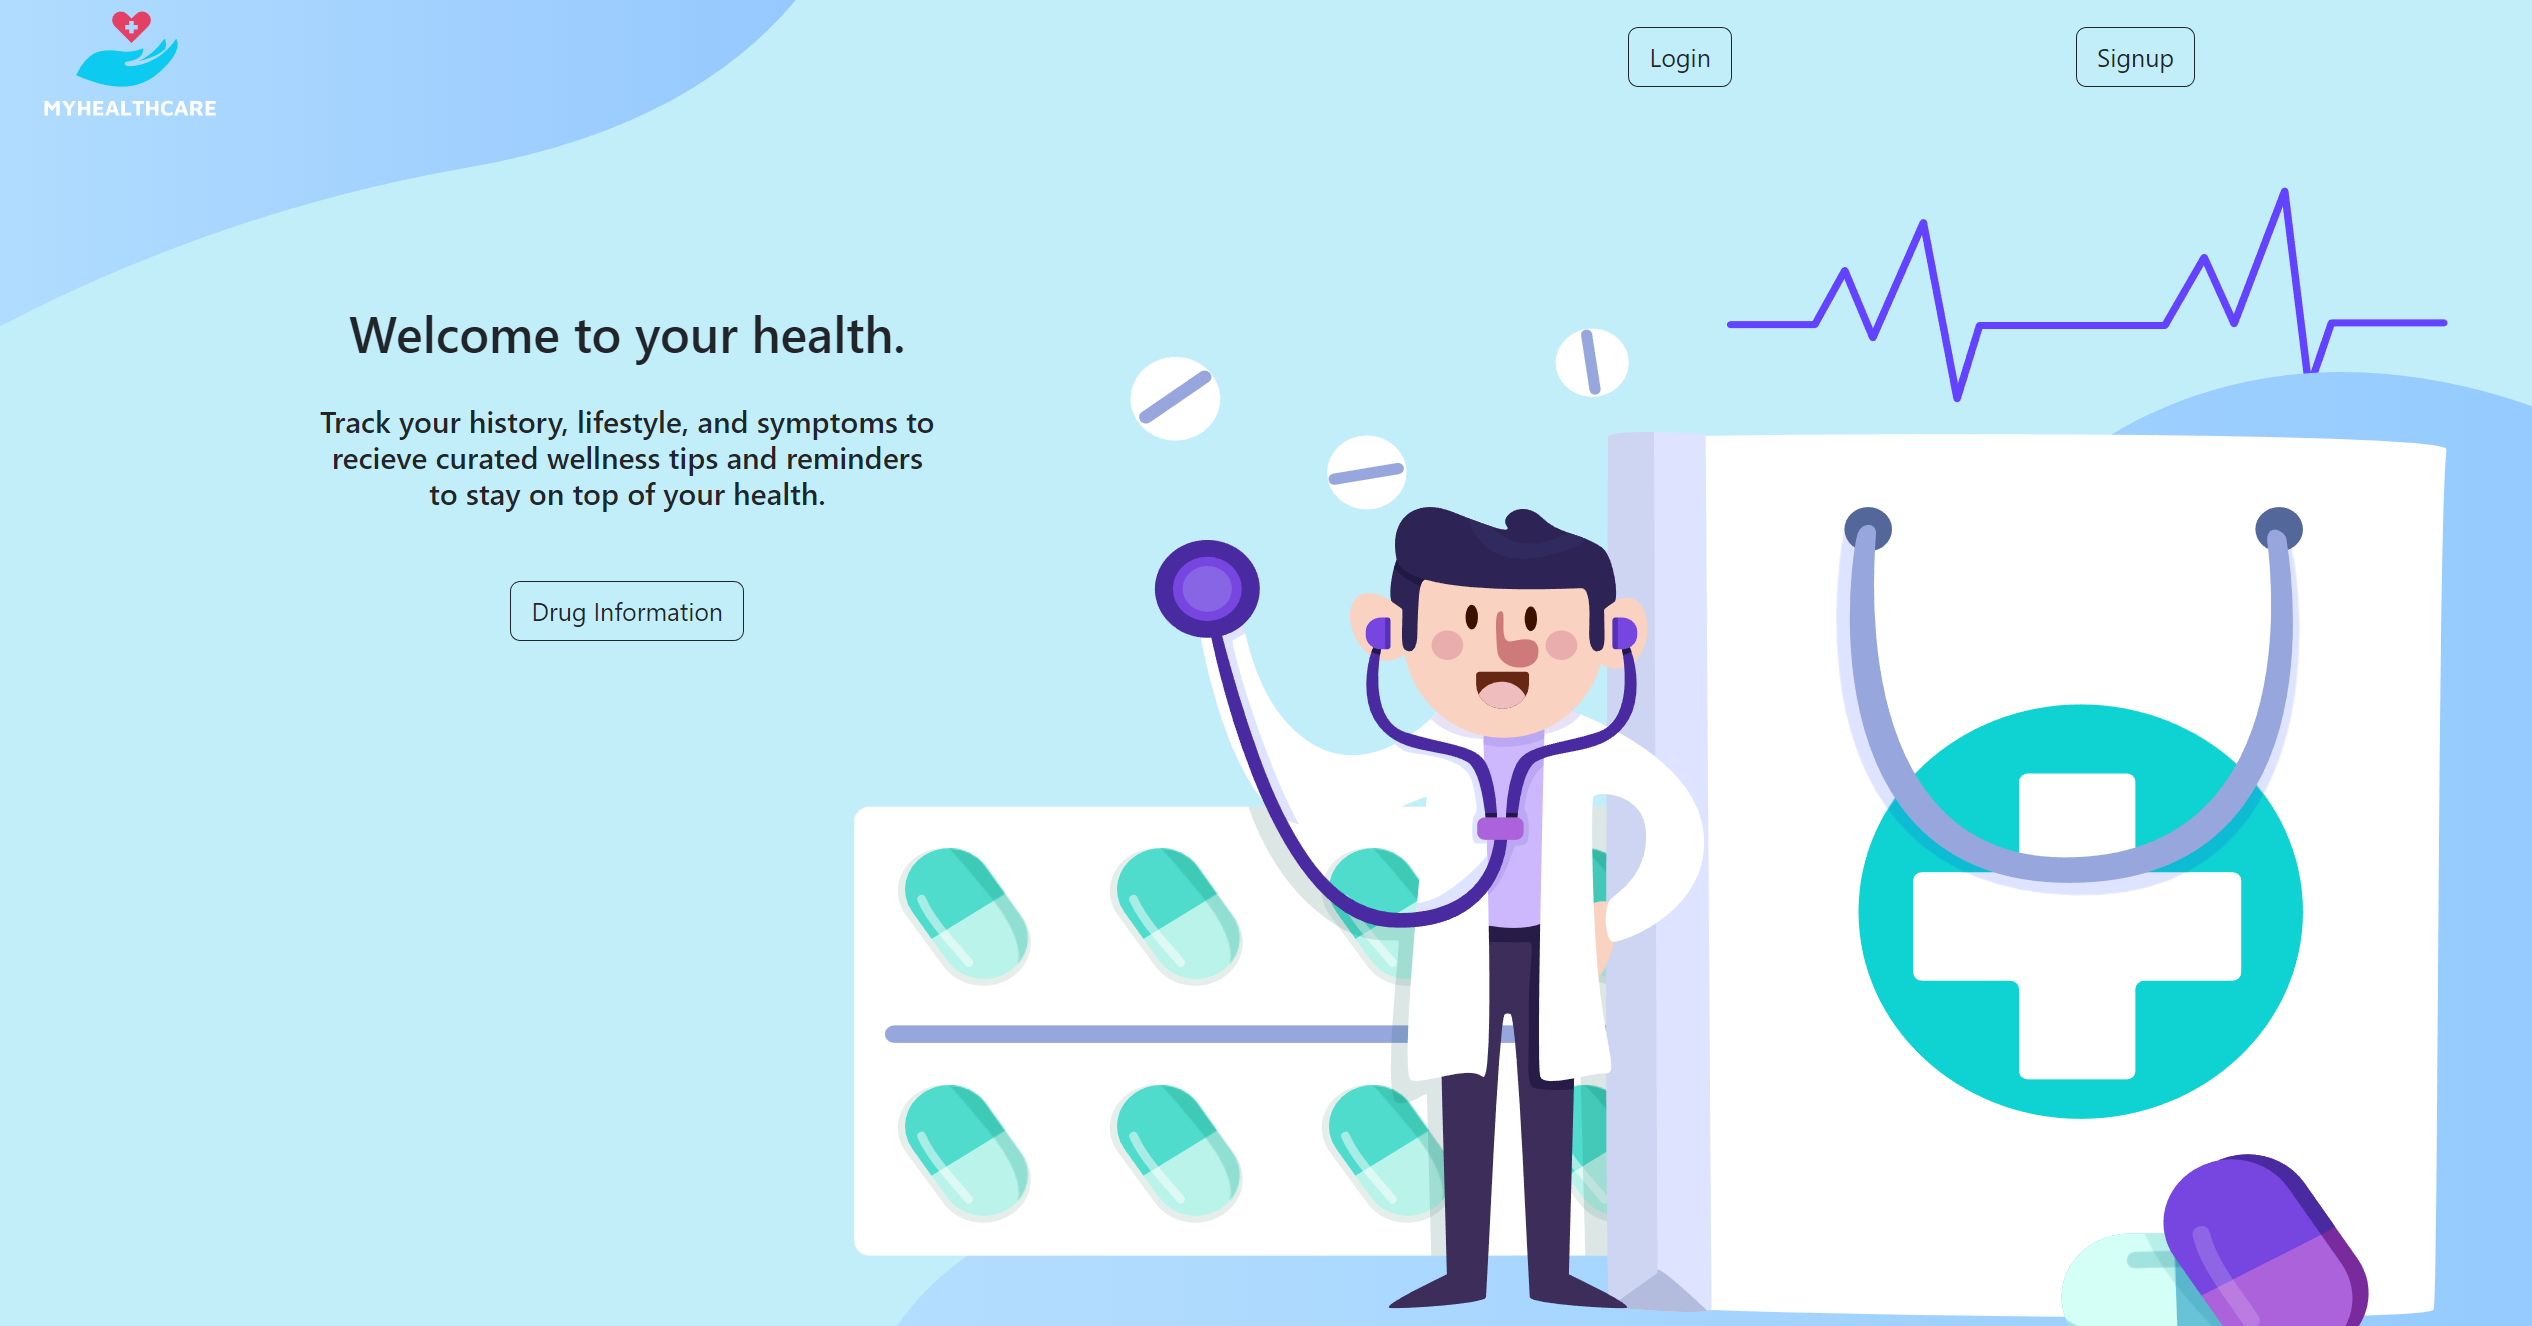 MYHEALTHCARE
Login
Signup
Welcome to your health.
Track your history, lifestyle, and symptoms to
recieve curated wellness tips and reminders
to stay on top of your health.
Drug Information